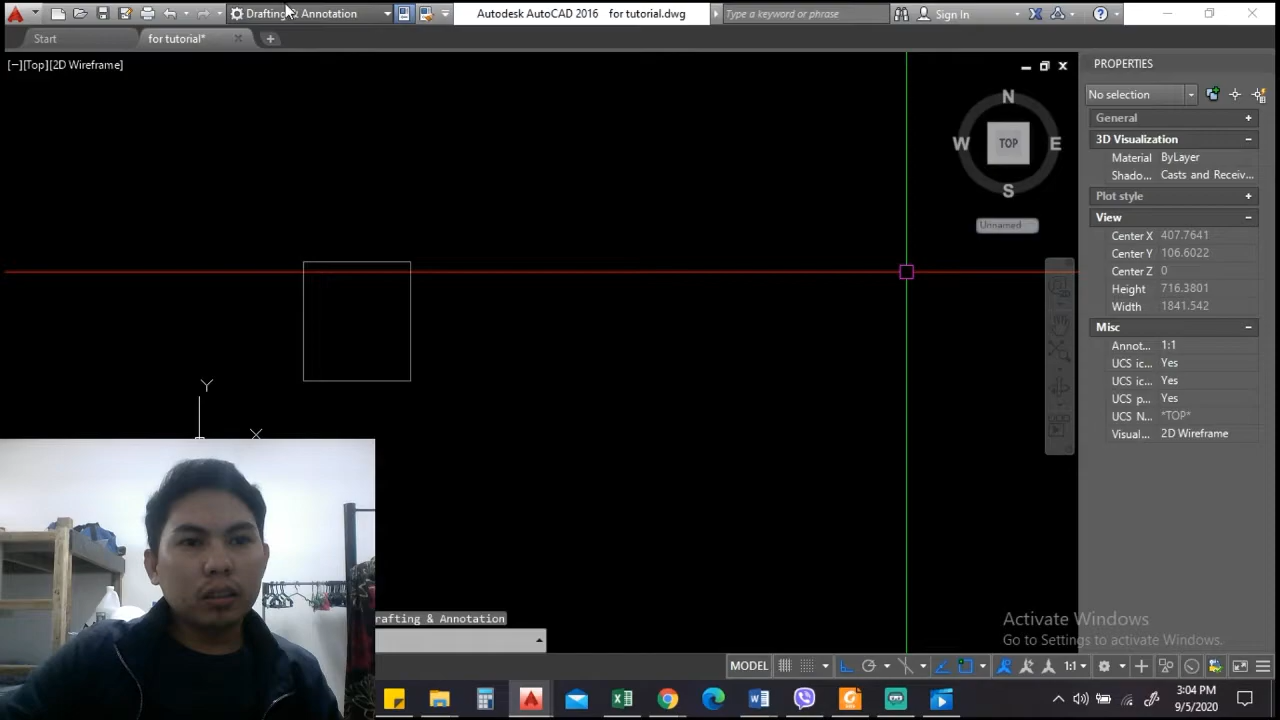 Drafting & Annotation
Autodesk AutoCAD 2016 for tutorial.dwg
Type a keyword or phrase
Sign In
Start
for tutorial*
[−][Top][2D Wireframe]
PROPERTIES
No selection
General
3D Visualization
Material ByLayer
Shado... Casts and Receiv...
Plot style
View
Center X 407.7641
Center Y 106.6022
Center Z 0
Height 716.3801
Width 1841.542
Misc
Annot... 1:1
UCS ic... Yes
UCS ic... Yes
UCS p... Yes
UCS N... *TOP*
Visual... 2D Wireframe
N
W TOP E
S
Unnamed
Y
X
rafting & Annotation
Activate Windows
Go to Settings to activate Windows.
MODEL
1:1
3:04 PM
9/5/2020